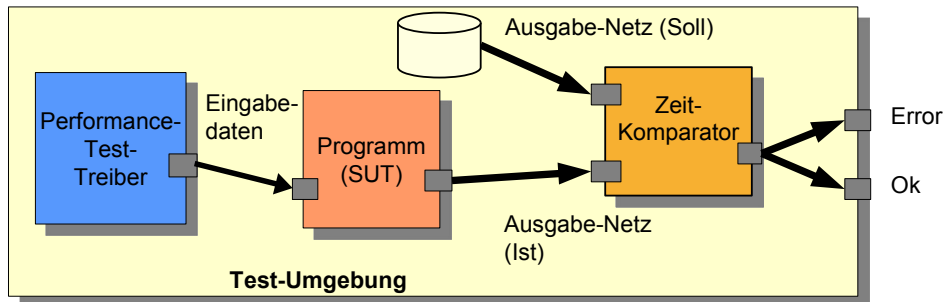 Ausgabe-Netz (Soll)
Performance-
Test-
Treiber
Eingabe-
daten
Programm
(SUT)
Zeit-
Komparator
Error
Ok
Ausgabe-Netz
(Ist)
Test-Umgebung